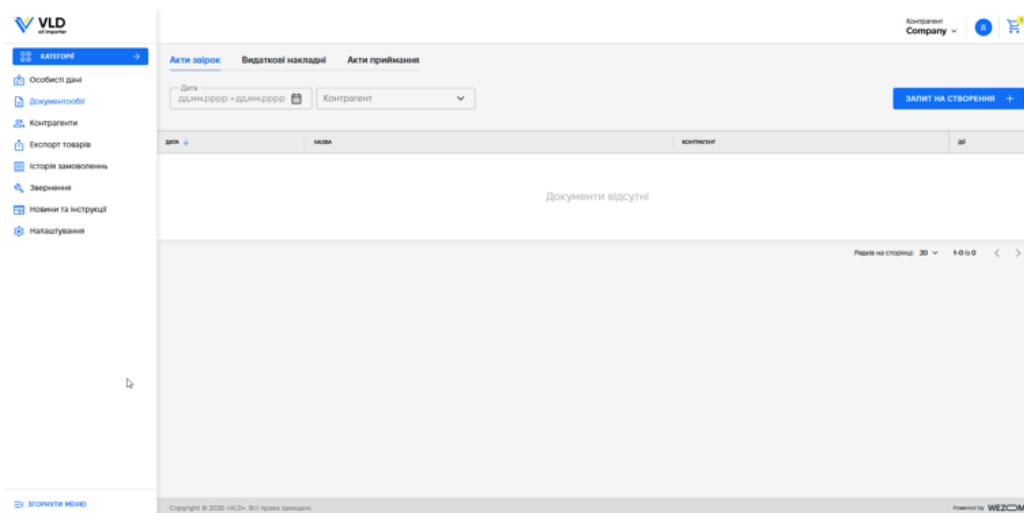 VLD
oil importer
Контрагент
Company
Д
1
КАТЕГОРІЇ
Особисті дані
Документообіг
Контрагенти
Експорт товарів
Історія замовленнь
Звернення
Новини та інструкції
Налаштування
ЗГОРНУТИ МЕНЮ
Акти звірок Видаткові накладні Акти приймання
Дата
дд.мм.рррр - дд.мм.рррр
Контрагент
ЗАПИТ НА СТВОРЕННЯ +
ДАТА НАЗВА КОНТРАГЕНТ ДІЇ
Документи відсутні
Рядків на сторінці: 20 1-0 із 0
Copyright © 2026 «VLD». Всі права захищені.
Powered by WEZOM